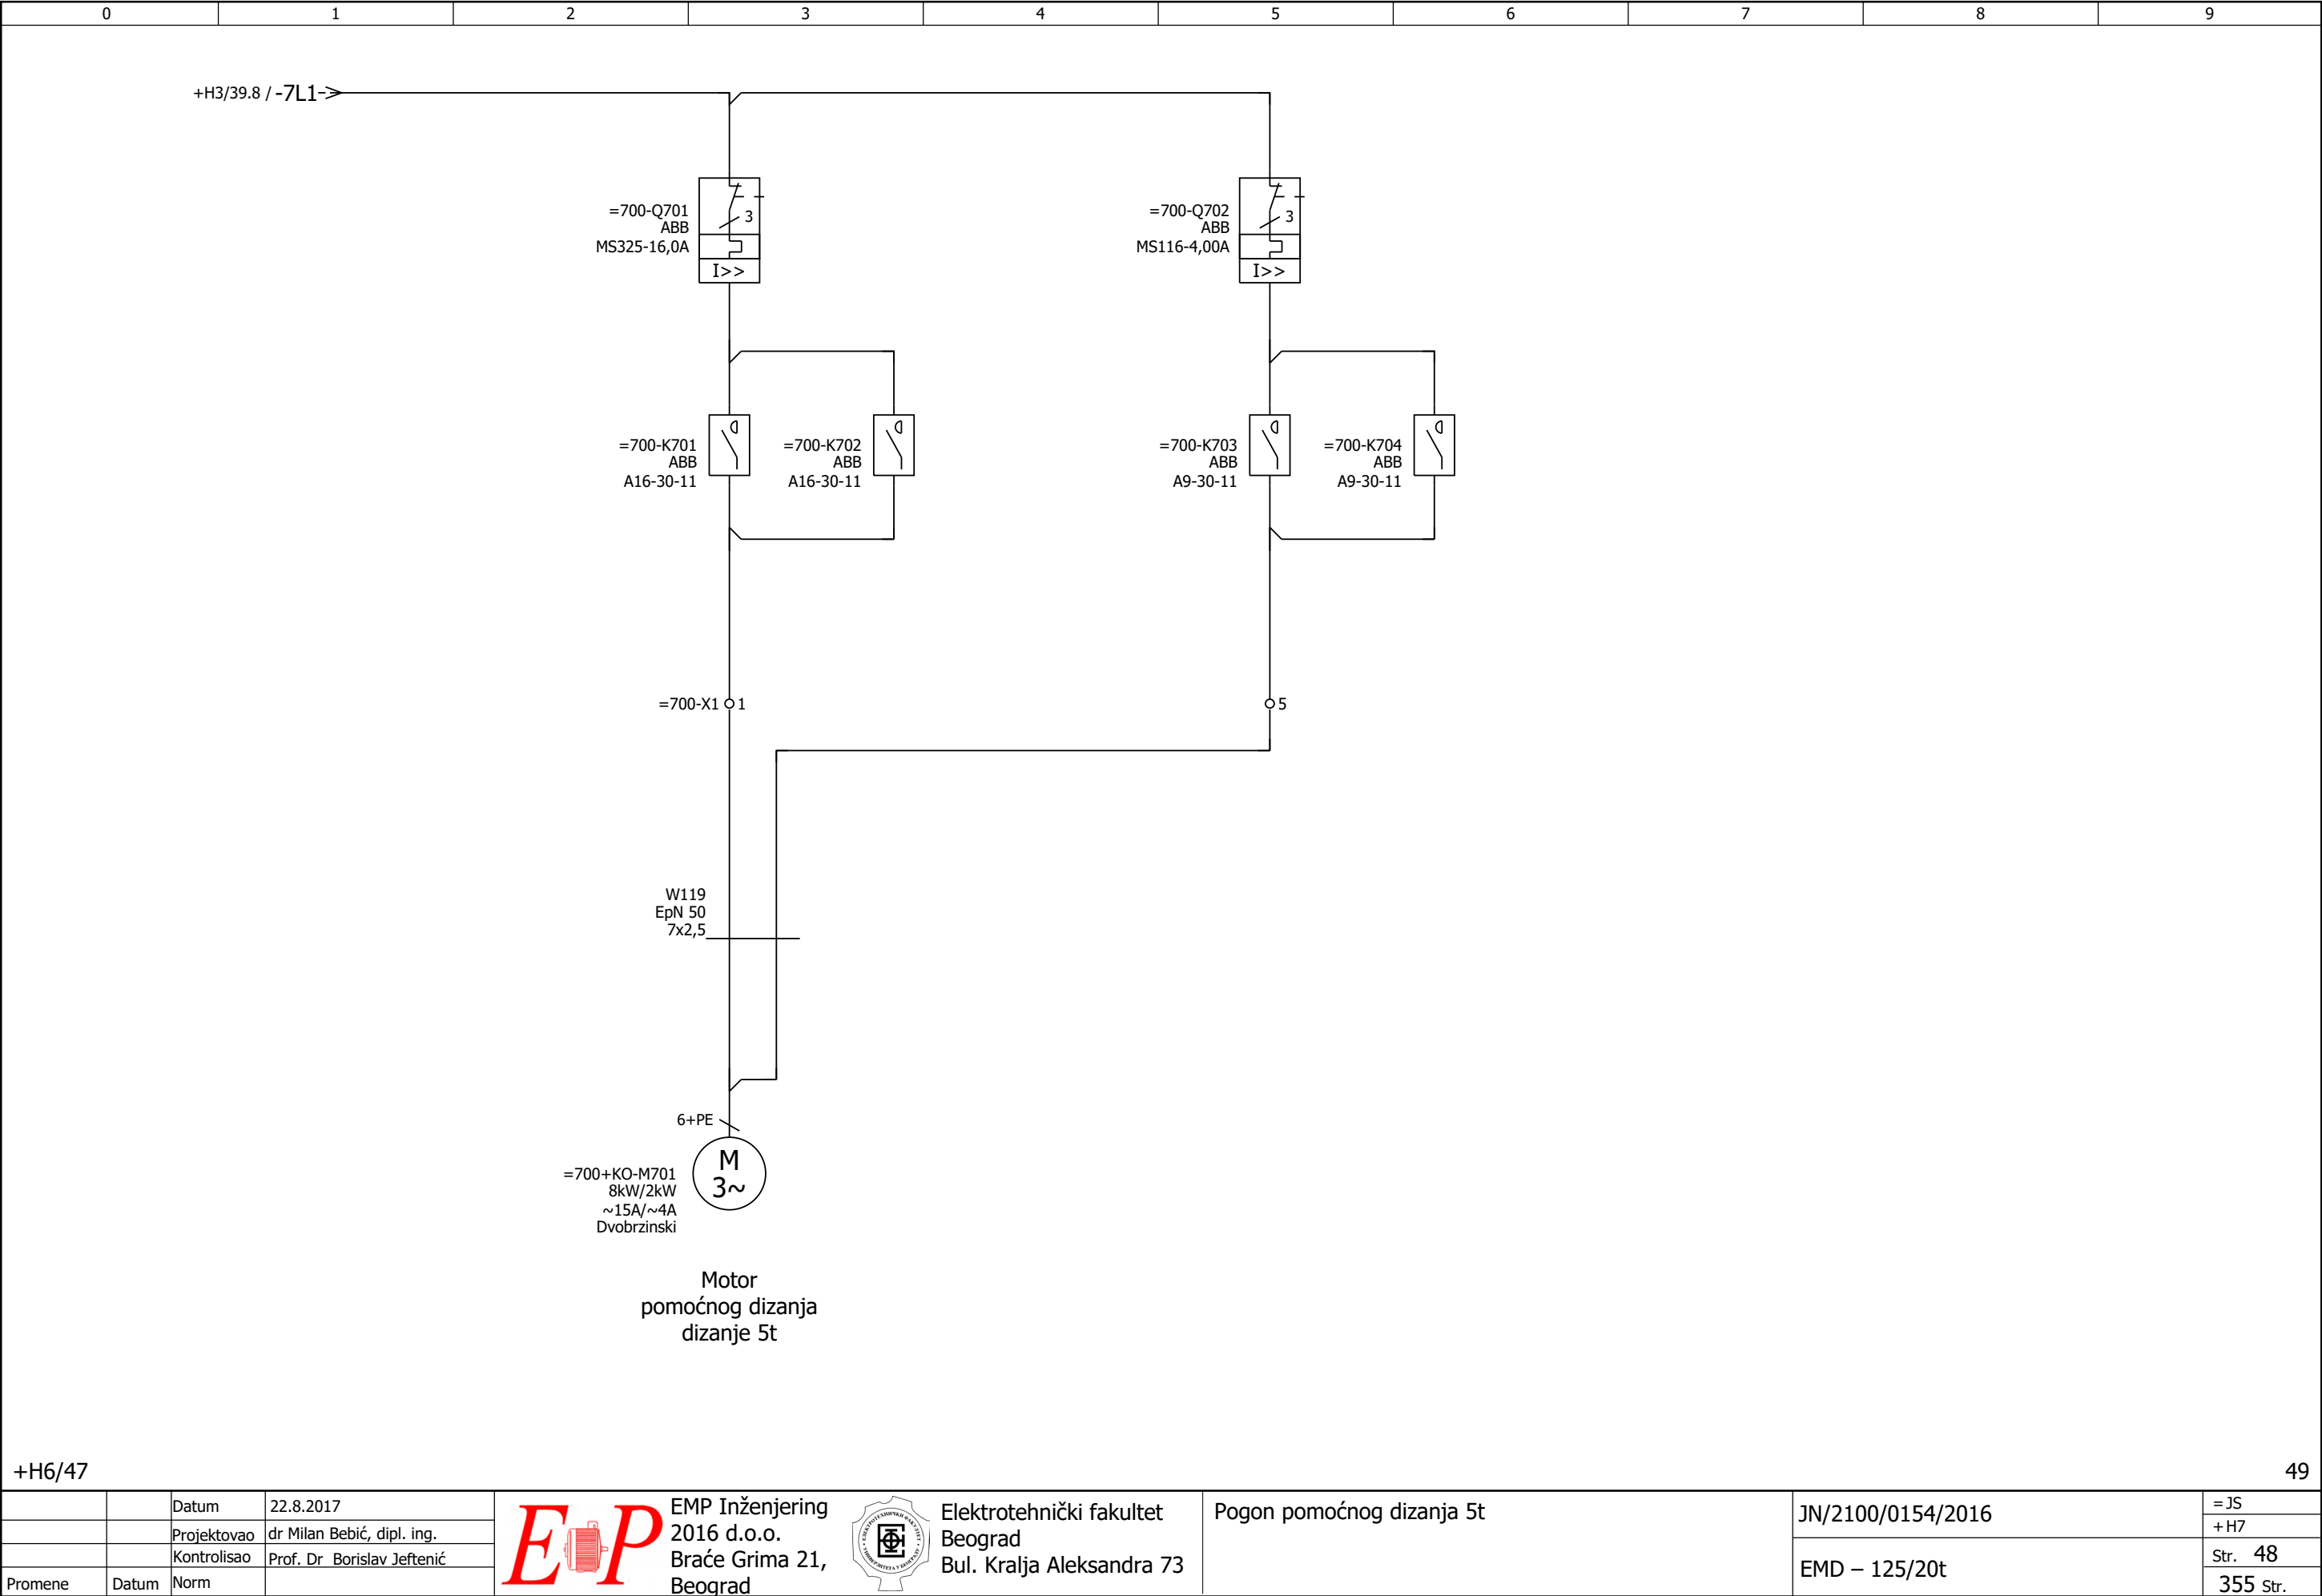 0 1 2 3 4 5 6 7 8 9
+H3/39.8 / -7L1
=700-Q701
ABB
MS325-16,0A
3
I>>
=700-Q702
ABB
MS116-4,00A
3
I>>
=700-K701
ABB
A16-30-11
=700-K702
ABB
A16-30-11
=700-K703
ABB
A9-30-11
=700-K704
ABB
A9-30-11
=700-X1 1
5
W119
EpN 50
7x2,5
6+PE
M
3~
=700+KO-M701
8kW/2kW
~15A/~4A
Dvobrzinski
Motor
pomoćnog dizanja
dizanje 5t
+H6/47
49
Datum 22.8.2017
Projektovao dr Milan Bebić, dipl. ing.
Kontrolisao Prof. Dr Borislav Jeftenić
Promene Datum Norm
EMP
EMP Inženjering
2016 d.o.o.
Braće Grima 21,
Beograd
Elektrotehnički fakultet
Beograd
Bul. Kralja Aleksandra 73
Pogon pomoćnog dizanja 5t
JN/2100/0154/2016
EMD – 125/20t
= JS
+ H7
Str. 48
355 Str.